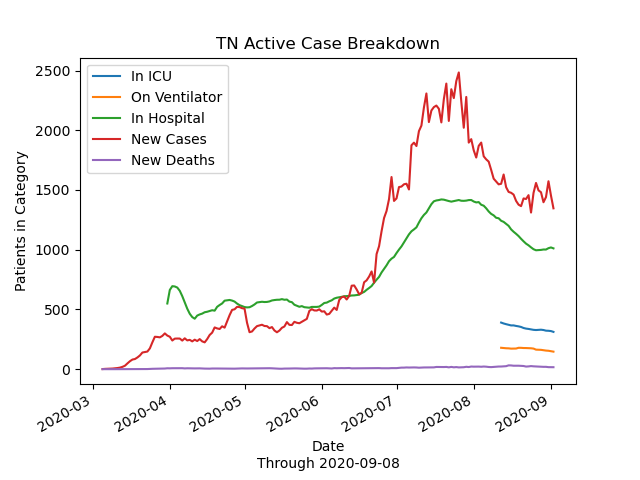 TN Active Case Breakdown
In ICU
On Ventilator
In Hospital
New Cases
New Deaths
Patients in Category
2500
2000
1500
1000
500
0
2020-03
2020-04
2020-05
2020-06
2020-07
2020-08
2020-09
Date
Through 2020-09-08